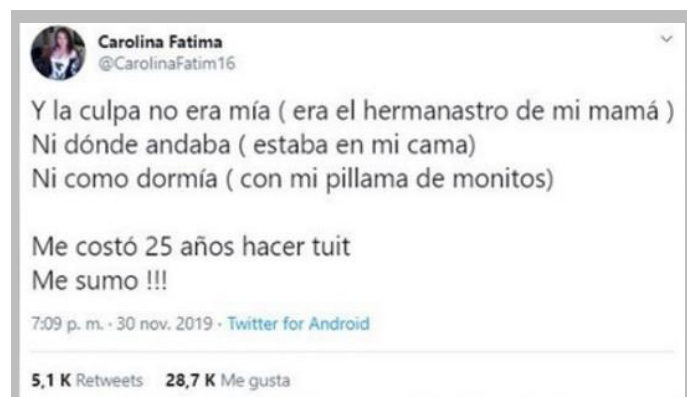 Carolina Fatima
@CarolinaFatim16
Y la culpa no era mía ( era el hermanastro de mi mamá )
Ni dónde andaba ( estaba en mi cama)
Ni como dormía ( con mi pillama de monitos)
Me costó 25 años hacer tuit
Me sumo !!!
7:09 p. m. · 30 nov. 2019 · Twitter for Android
5,1 K Retweets 28,7 K Me gusta